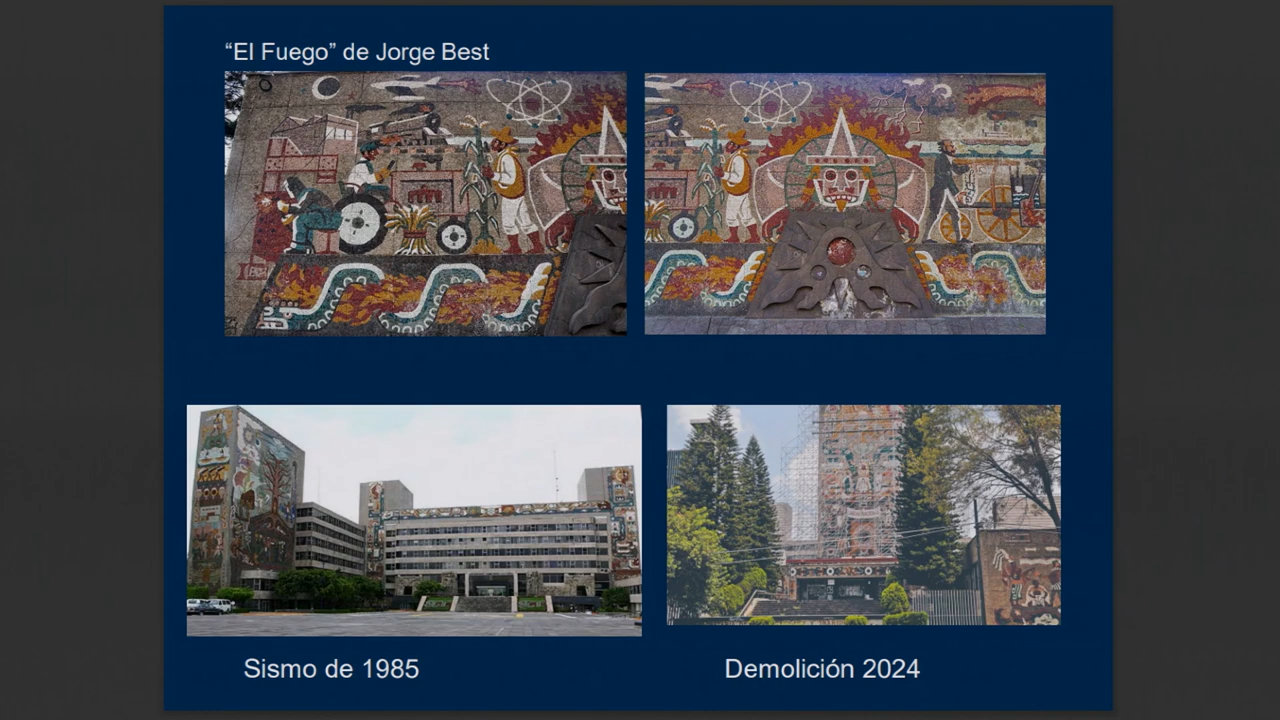 “El Fuego” de Jorge Best
Sismo de 1985
Demolición 2024